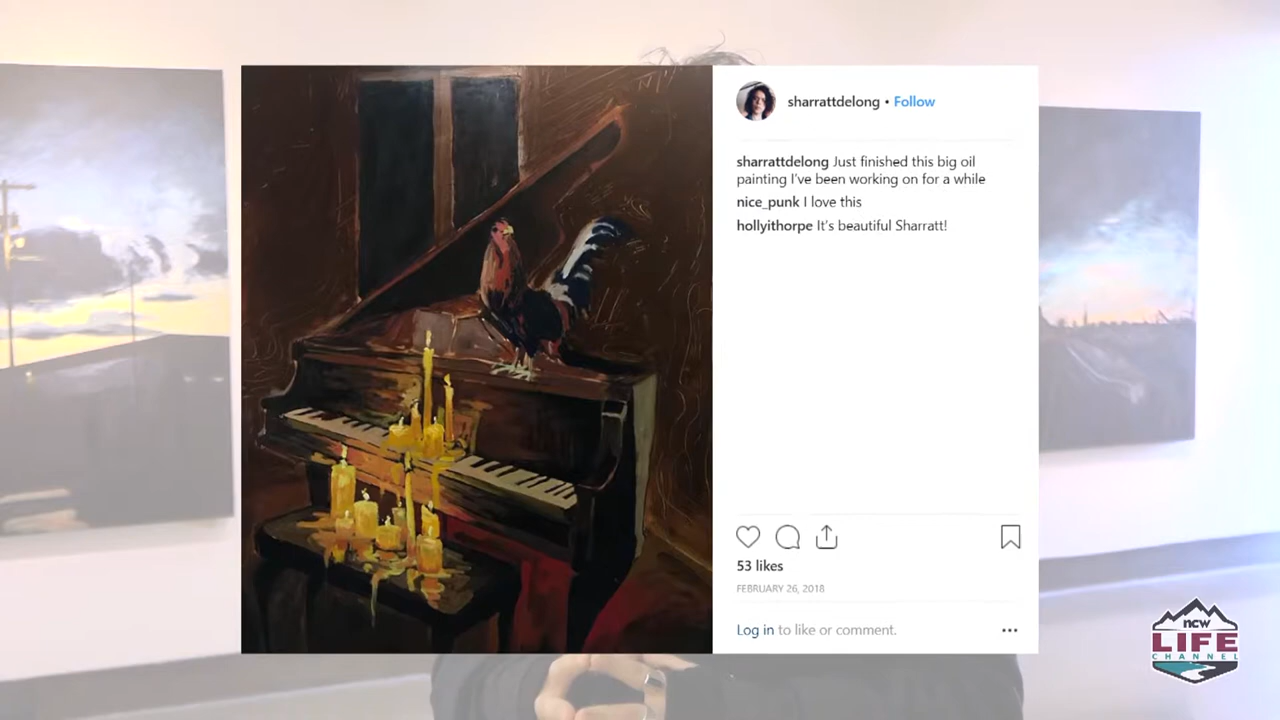 sharrattdelong • Follow
sharrattdelong Just finished this big oil
painting I've been working on for a while
nice_punk I love this
hollyithorpe It's beautiful Sharratt!
53 likes
FEBRUARY 26, 2018
Log in to like or comment.
ncw
LIFE
CHANNEL